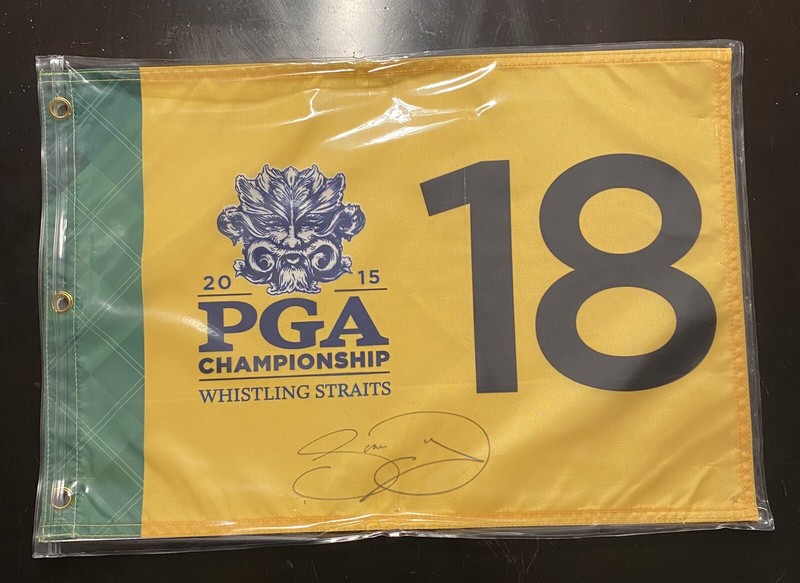 20 15
PGA
CHAMPIONSHIP
WHISTLING STRAITS
18